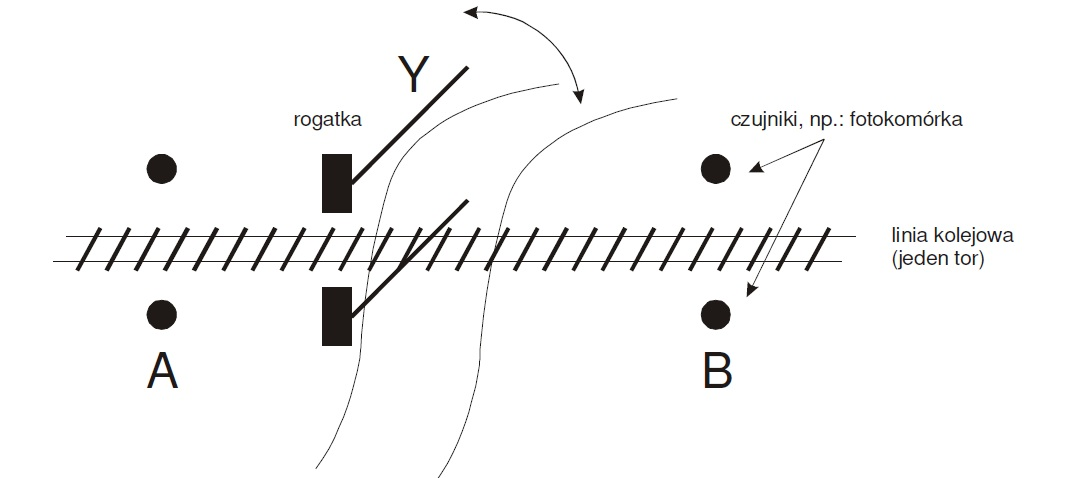 Y
rogatka
czujniki, np.: fotokomórka
linia kolejowa
(jeden tor)
A
B